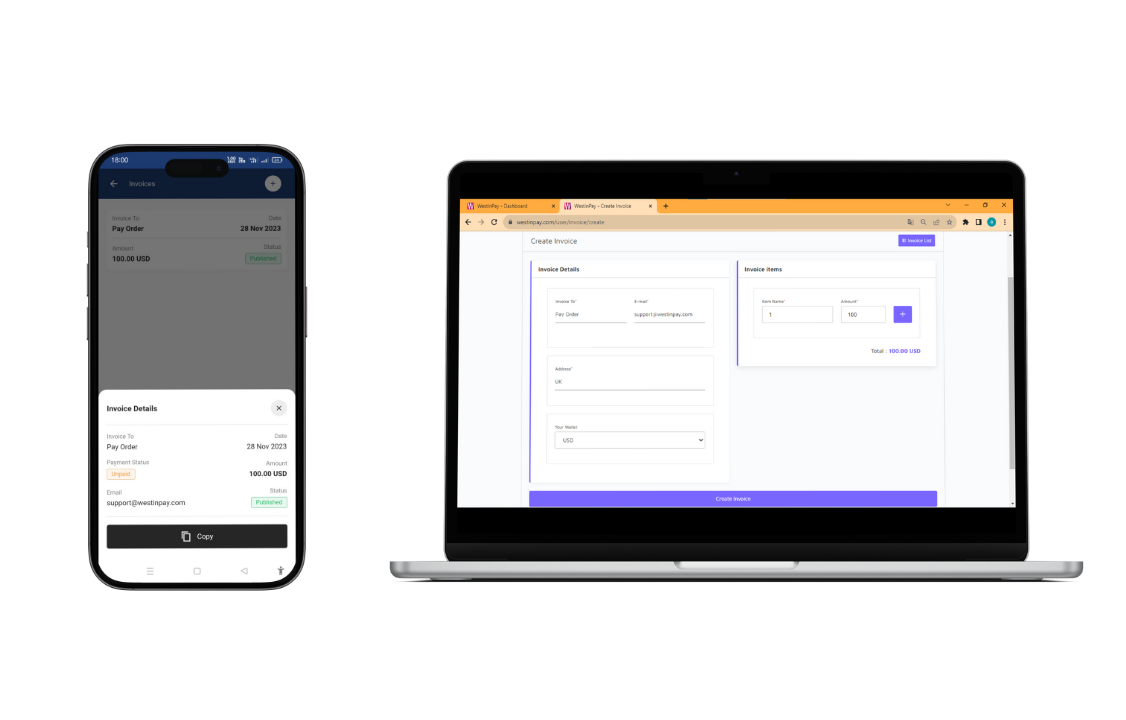 18:00
Invoices
Invoice To
Date
Pay Order
28 Nov 2023
Amount
Status
100.00 USD
Published
Invoice Details
Invoice To
Date
Pay Order
28 Nov 2023
Payment Status
Amount
Unpaid
100.00 USD
Email
Status
support@westinpay.com
Published
Copy
WestinPay - Dashboard
WestinPay - Create Invoice
westinpay.com/user/invoice/create
Create Invoice
Invoice List
Invoice Details
Invoice items
Invoice To*
E-mail*
Pay Order
support@westinpay.com
Item Name*
Amount*
1
100
Total : 100.00 USD
Address*
UK
Your Wallet
USD
Create Invoice